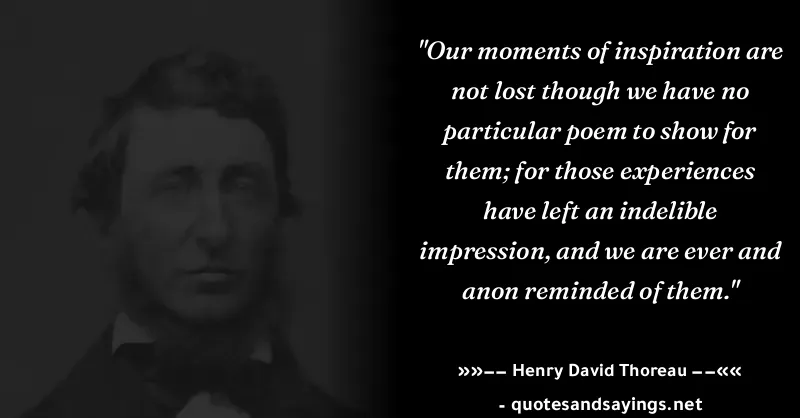 "Our moments of inspiration are
not lost though we have no
particular poem to show for
them; for those experiences
have left an indelible
impression, and we are ever and
anon reminded of them."
»»–– Henry David Thoreau ––««
- quotesandsayings.net